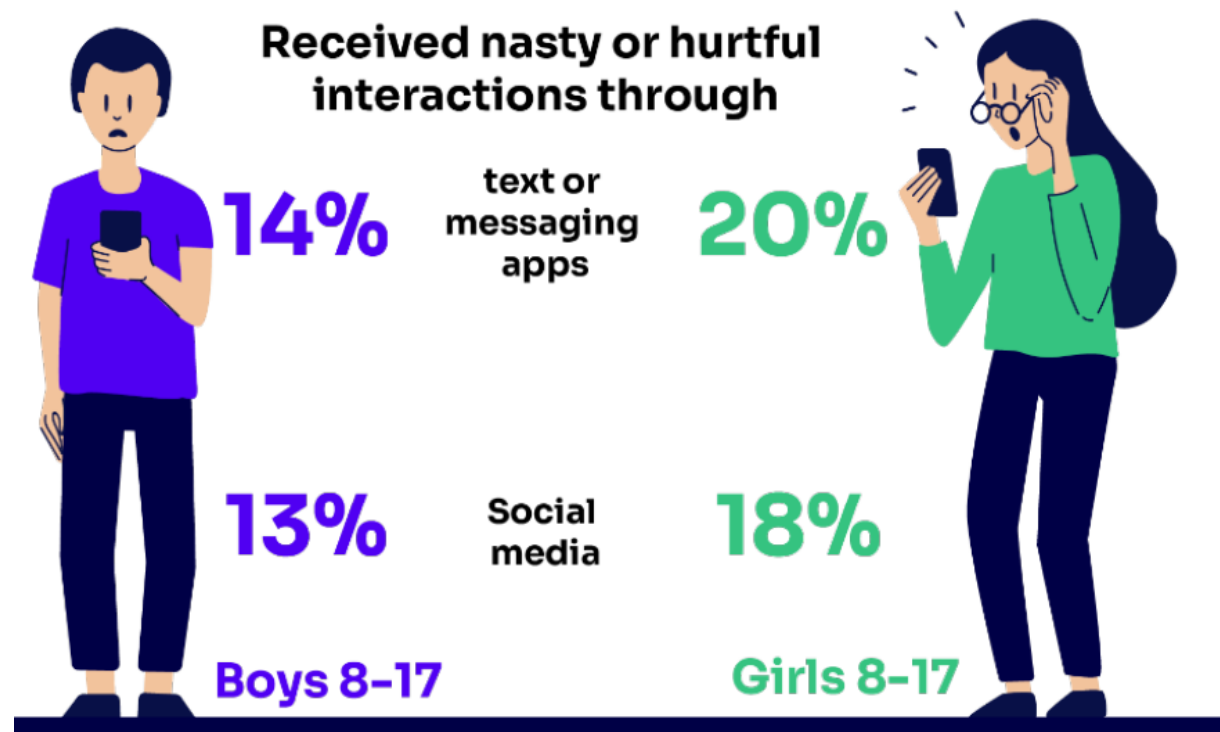 Received nasty or hurtful
interactions through
14%
text or
messaging
apps
20%
13%
Social
media
18%
Boys 8-17
Girls 8-17